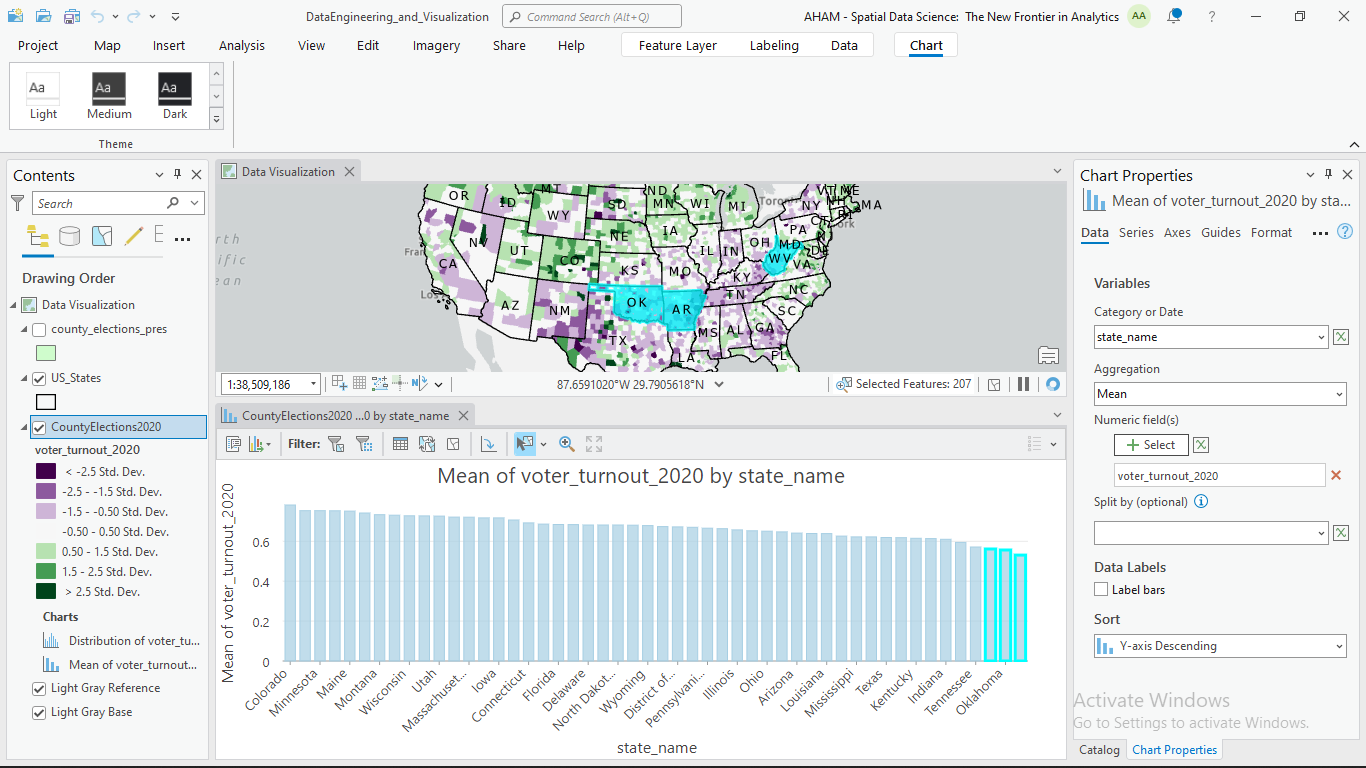 DataEngineering_and_Visualization
Command Search (Alt+Q)
AHAM - Spatial Data Science: The New Frontier in Analytics
AA
Project Map Insert Analysis View Edit Imagery Share Help Feature Layer Labeling Data Chart
Aa Aa Aa
Light Medium Dark
Theme
Contents
Search
Drawing Order
Data Visualization
county_elections_pres
US_States
CountyElections2020
voter_turnout_2020
< -2.5 Std. Dev.
-2.5 - -1.5 Std. Dev.
-1.5 - -0.50 Std. Dev.
-0.50 - 0.50 Std. Dev.
0.50 - 1.5 Std. Dev.
1.5 - 2.5 Std. Dev.
> 2.5 Std. Dev.
Charts
Distribution of voter_tu...
Mean of voter_turnout...
Light Gray Reference
Light Gray Base
Data Visualization
OR ID MT ND MN WI MI NY VT ME MA RI CT
WY SD IA NE PA
NV UT CO KS MO IL IN OH MD DE WV VA
CA KY
AZ NM OK AR TN NC SC
TX LA MS AL GA FL
1:38,509,186
87.6591020°W 29.7905618°N
Selected Features: 207
CountyElections2020 ...0 by state_name
Filter:
Mean of voter_turnout_2020 by state_name
Mean of voter_turnout_2020
0.6
0.4
0.2
0
Colorado Minnesota Maine Montana Wisconsin Utah Massachuset... Iowa Connecticut Florida Delaware North Dakot... Wyoming District of... Pennsylvani... Illinois Ohio Arizona Louisiana Mississippi Texas Kentucky Indiana Tennessee Oklahoma
state_name
Chart Properties
Mean of voter_turnout_2020 by sta...
Data Series Axes Guides Format
Variables
Category or Date
state_name
Aggregation
Mean
Numeric field(s)
Select
voter_turnout_2020
Split by (optional)
Data Labels
Label bars
Sort
Y-axis Descending
Activate Windows
Go to Settings to activate Windows.
Catalog Chart Properties